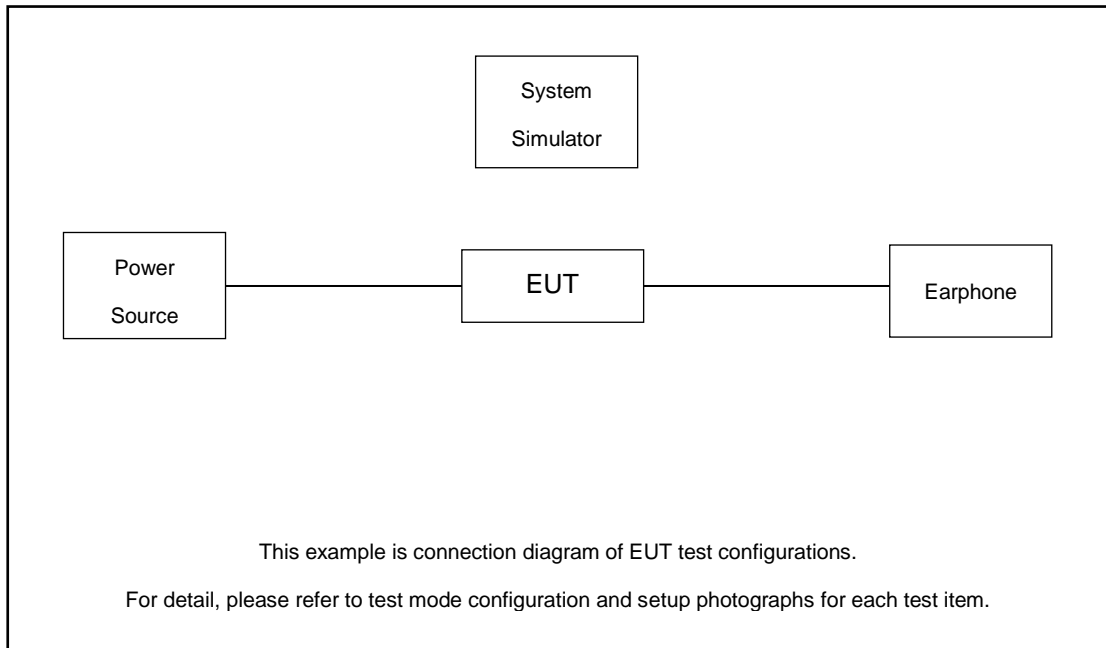 System
Simulator
Power
Source
EUT
Earphone
This example is connection diagram of EUT test configurations.
For detail, please refer to test mode configuration and setup photographs for each test item.